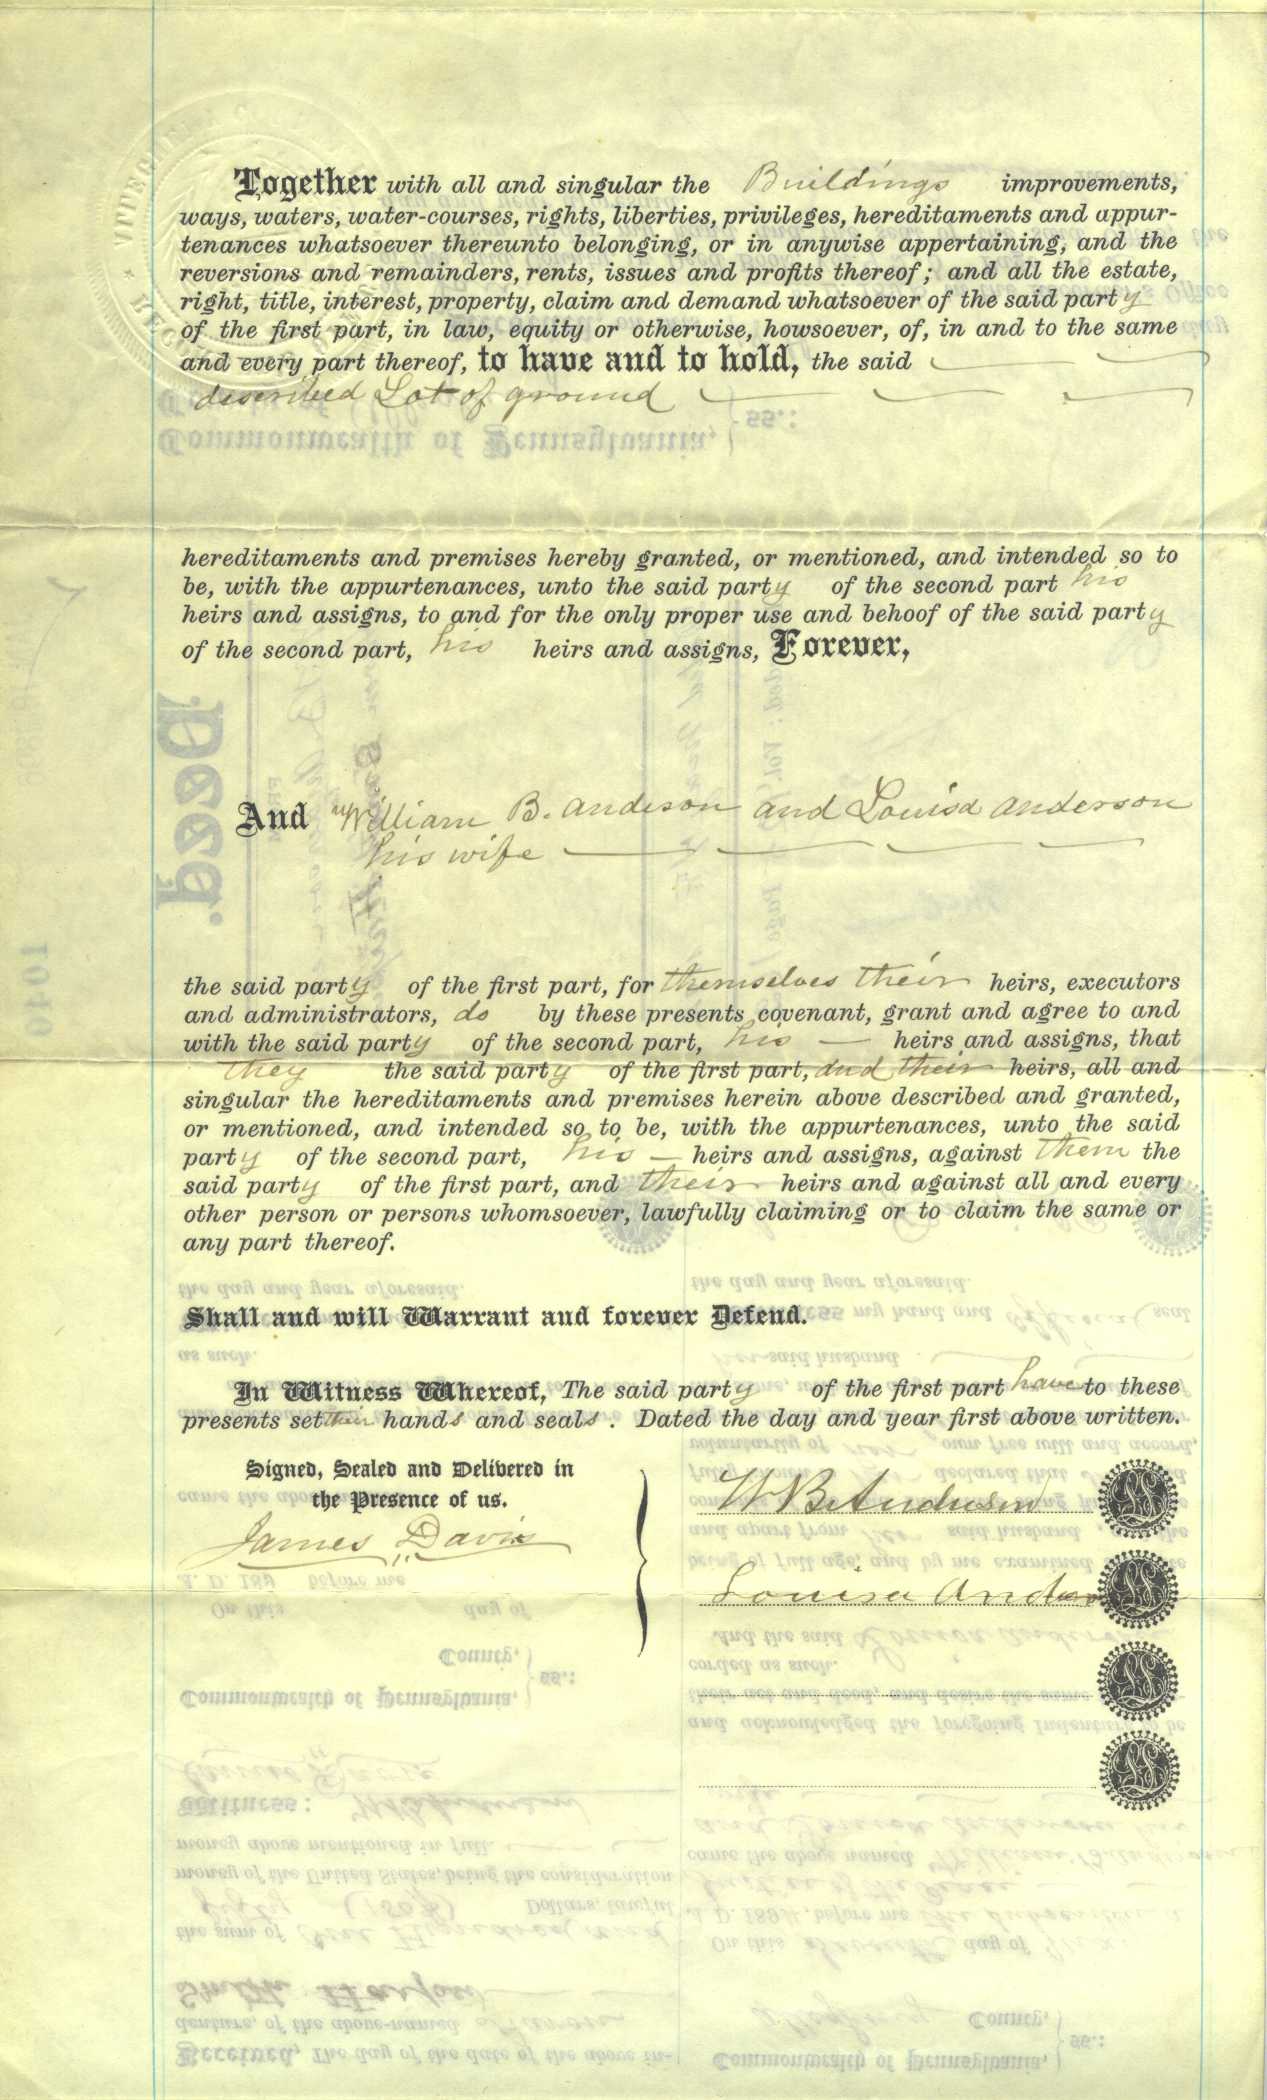 Together with all and singular the Buildings improvements,
ways, waters, water-courses, rights, liberties, privileges, hereditaments and appur-
tenances whatsoever thereunto belonging, or in anywise appertaining, and the
reversions and remainders, rents, issues and profits thereof; and all the estate,
right, title, interest, property, claim and demand whatsoever of the said party
of the first part, in law, equity or otherwise, howsoever, of, in and to the same
and every part thereof, to have and to hold, the said
described Lot of ground
hereditaments and premises hereby granted, or mentioned, and intended so to
be, with the appurtenances, unto the said party of the second part his
heirs and assigns, to and for the only proper use and behoof of the said party
of the second part, his heirs and assigns, Forever,
And William B. Anderson and Louisa Anderson
his wife
the said party of the first part, for themselves their heirs, executors
and administrators, do by these presents covenant, grant and agree to and
with the said party of the second part, his heirs and assigns, that
they the said party of the first part, and their heirs, all and
singular the hereditaments and premises herein above described and granted,
or mentioned, and intended so to be, with the appurtenances, unto the said
party of the second part, his heirs and assigns, against them the
said party of the first part, and their heirs and against all and every
other person or persons whomsoever, lawfully claiming or to claim the same or
any part thereof.
Shall and will Warrant and forever Defend.
In Witness Whereof, The said party of the first part have to these
presents set their hands and seals. Dated the day and year first above written.
Signed, Sealed and Delivered in
the Presence of us.
James Davis
W B Anderson
Louisa Anderson